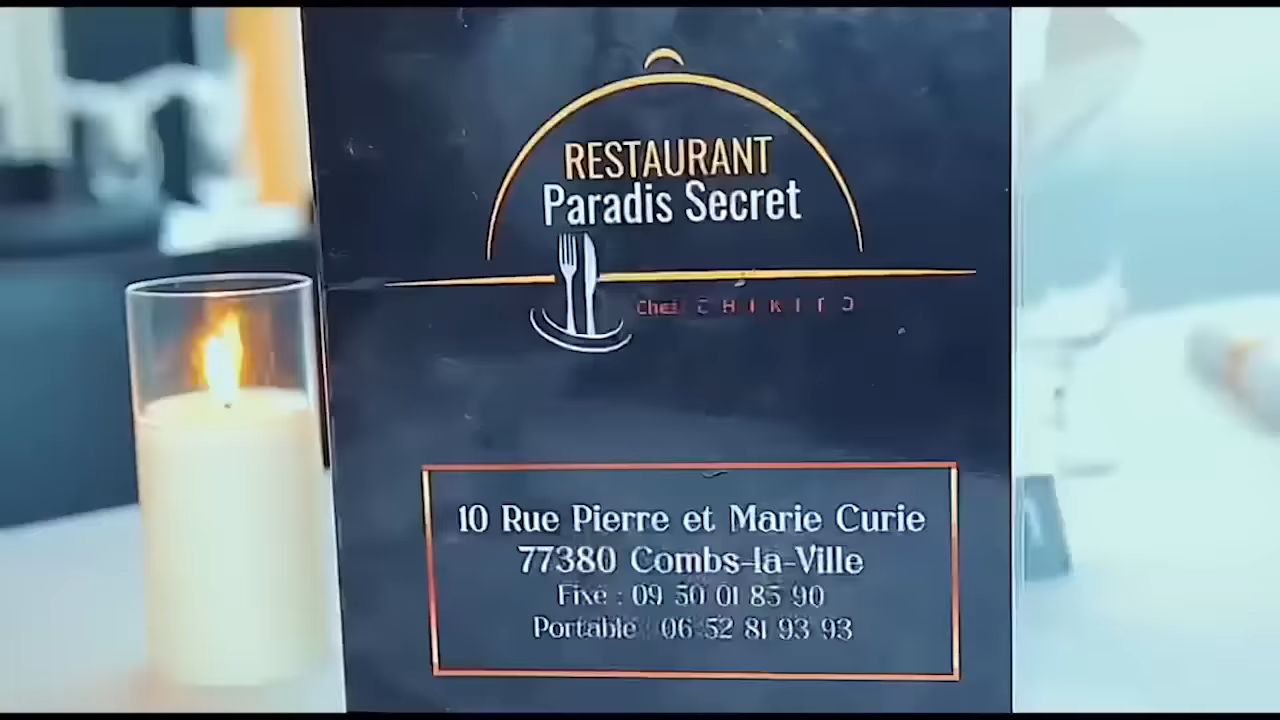 RESTAURANT
Paradis Secret
Chez CHIKITO
10 Rue Pierre et Marie Curie
77380 Combs-la-Ville
Fixe : 09 50 01 85 90
Portable : 06 52 81 93 93